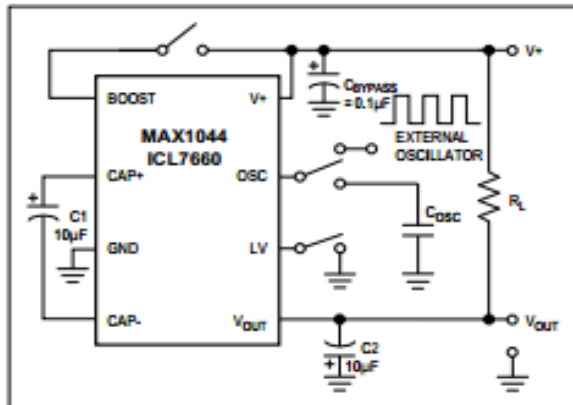 V+
BOOST
V+
CBYPASS
= 0.1µF
MAX1044
ICL7660
EXTERNAL
OSCILLATOR
CAP+
OSC
C1
10µF
COSC
RL
GND
LV
CAP-
VOUT
VOUT
C2
10µF
+
+
+